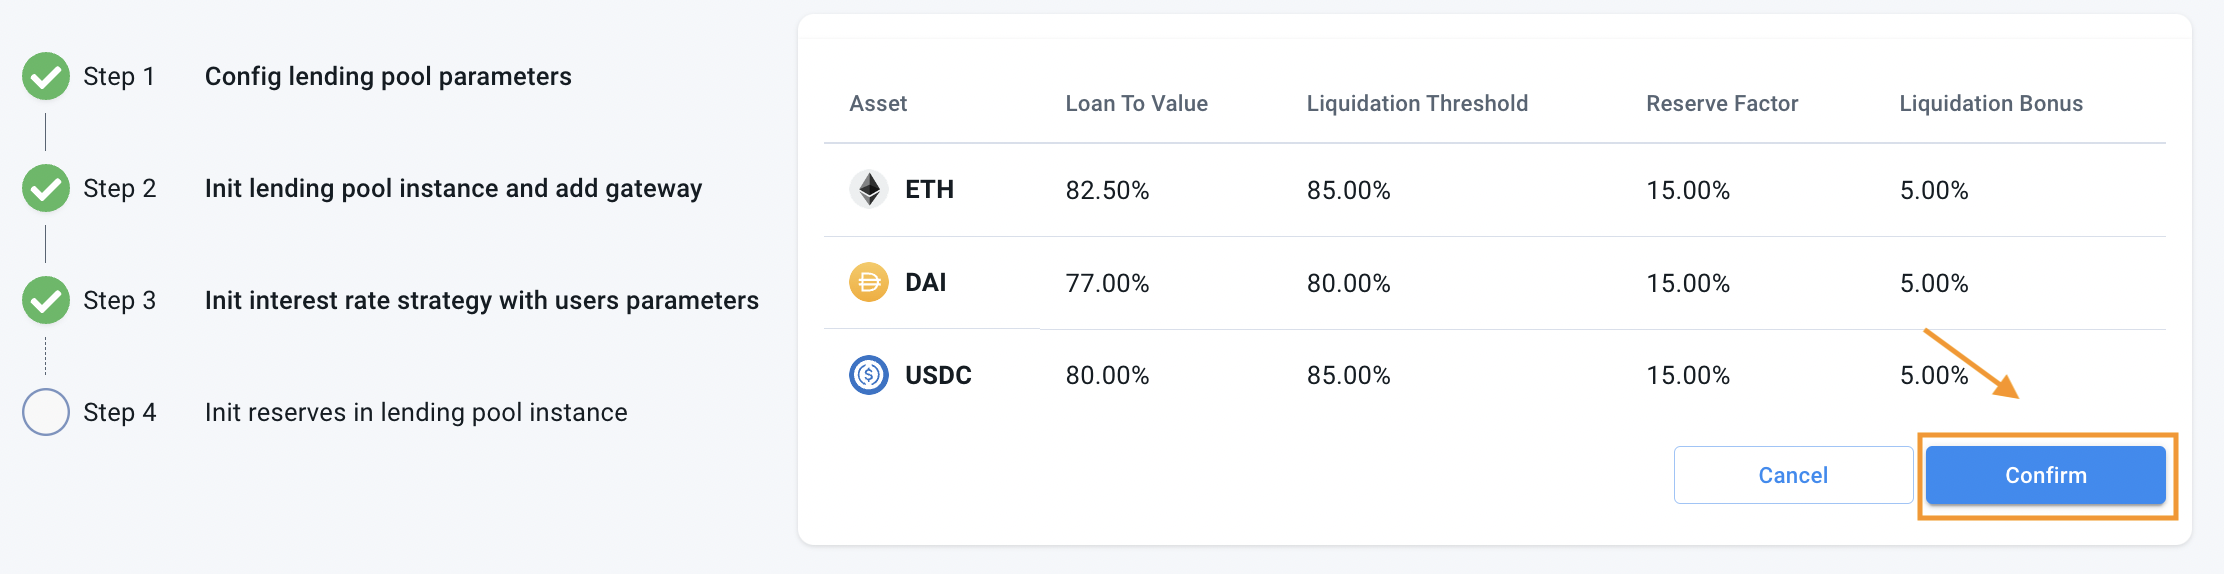 Step 1 Config lending pool parameters
Step 2 Init lending pool instance and add gateway
Step 3 Init interest rate strategy with users parameters
Step 4 Init reserves in lending pool instance
Asset Loan To Value Liquidation Threshold Reserve Factor Liquidation Bonus
ETH 82.50% 85.00% 15.00% 5.00%
DAI 77.00% 80.00% 15.00% 5.00%
USDC 80.00% 85.00% 15.00% 5.00%
Cancel Confirm